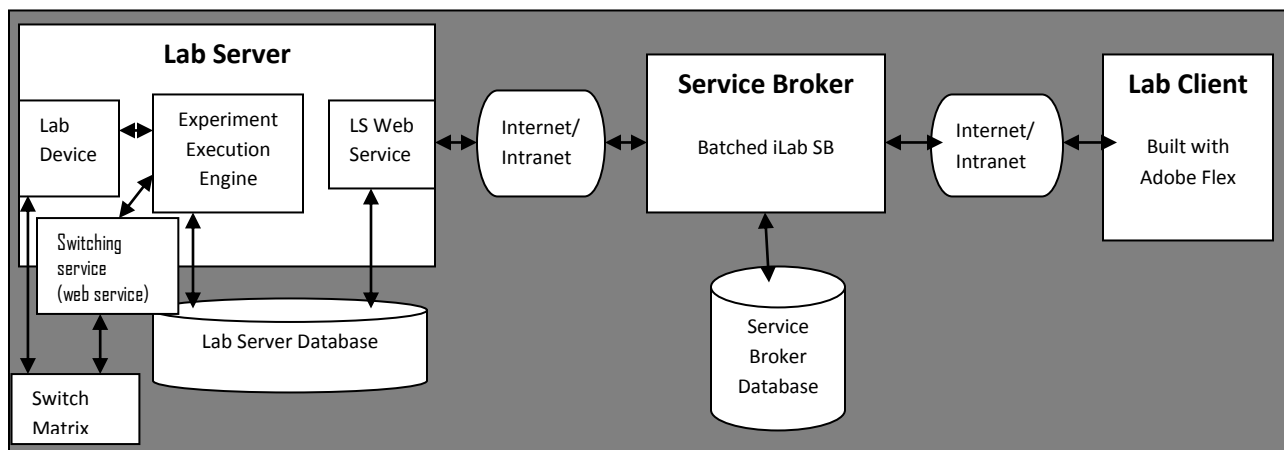 Lab Server
Lab
Device
Experiment
Execution
Engine
LS Web
Service
Switching
service
(web service)
Lab Server Database
Switch
Matrix
Internet/
Intranet
Service Broker
Batched iLab SB
Service
Broker
Database
Internet/
Intranet
Lab Client
Built with
Adobe Flex